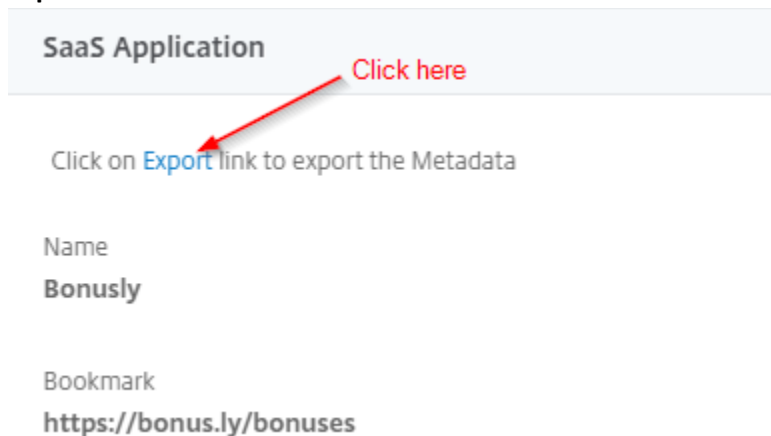 SaaS Application
Click here
Click on Export link to export the Metadata
Name
Bonusly
Bookmark
https://bonus.ly/bonuses